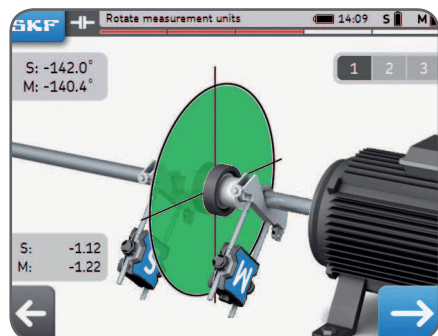 SKF Rotate measurement units 14:09 S M
S: -142.0°
M: -140.4°
1 2 3
S M
S: -1.12
M: -1.22